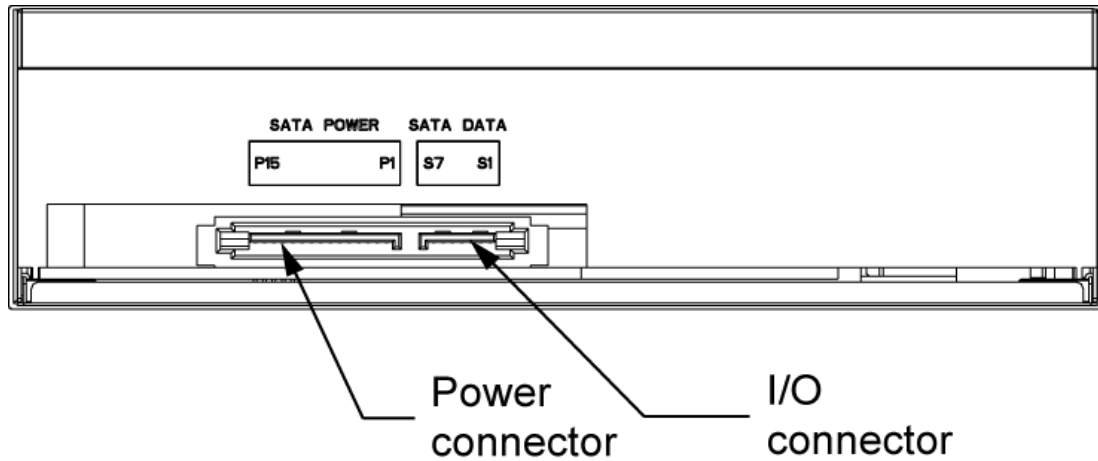 SATA POWER SATA DATA
P15 P1 S7 S1
Power connector
I/O connector